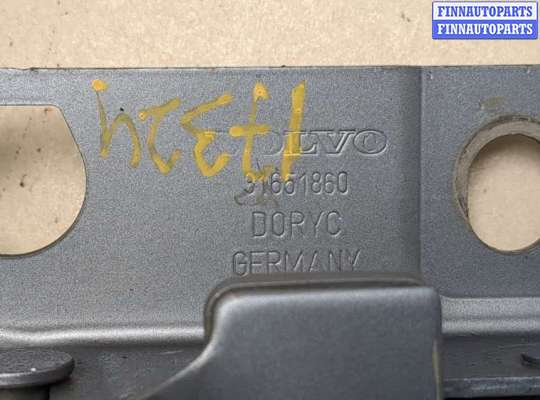 FINNAUTOPARTS
FINNAUTOPARTS
VOLVO
31651860
DORYC
GERMANY